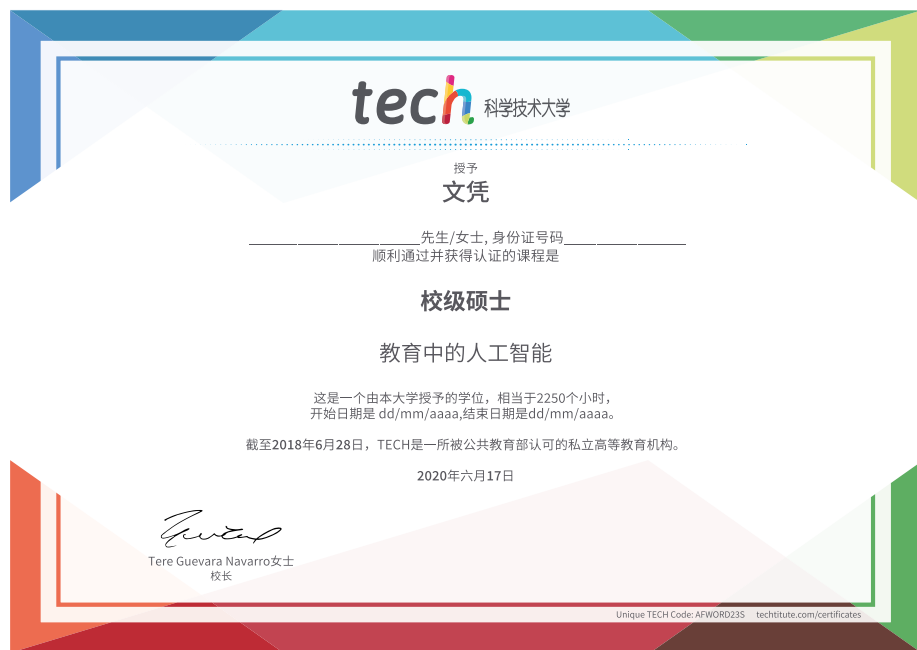 tech 科学技术大学
授予
文凭
先生/女士, 身份证号码
顺利通过并获得认证的课程是
校级硕士
教育中的人工智能
这是一个由本大学授予的学位，相当于2250个小时，
开始日期是 dd/mm/aaaa,结束日期是dd/mm/aaaa。
截至2018年6月28日，TECH是一所被公共教育部认可的私立高等教育机构。
2020年六月17日
Tere Guevara Navarro女士
校长
Unique TECH Code: AFWORD23S techtitute.com/certificates